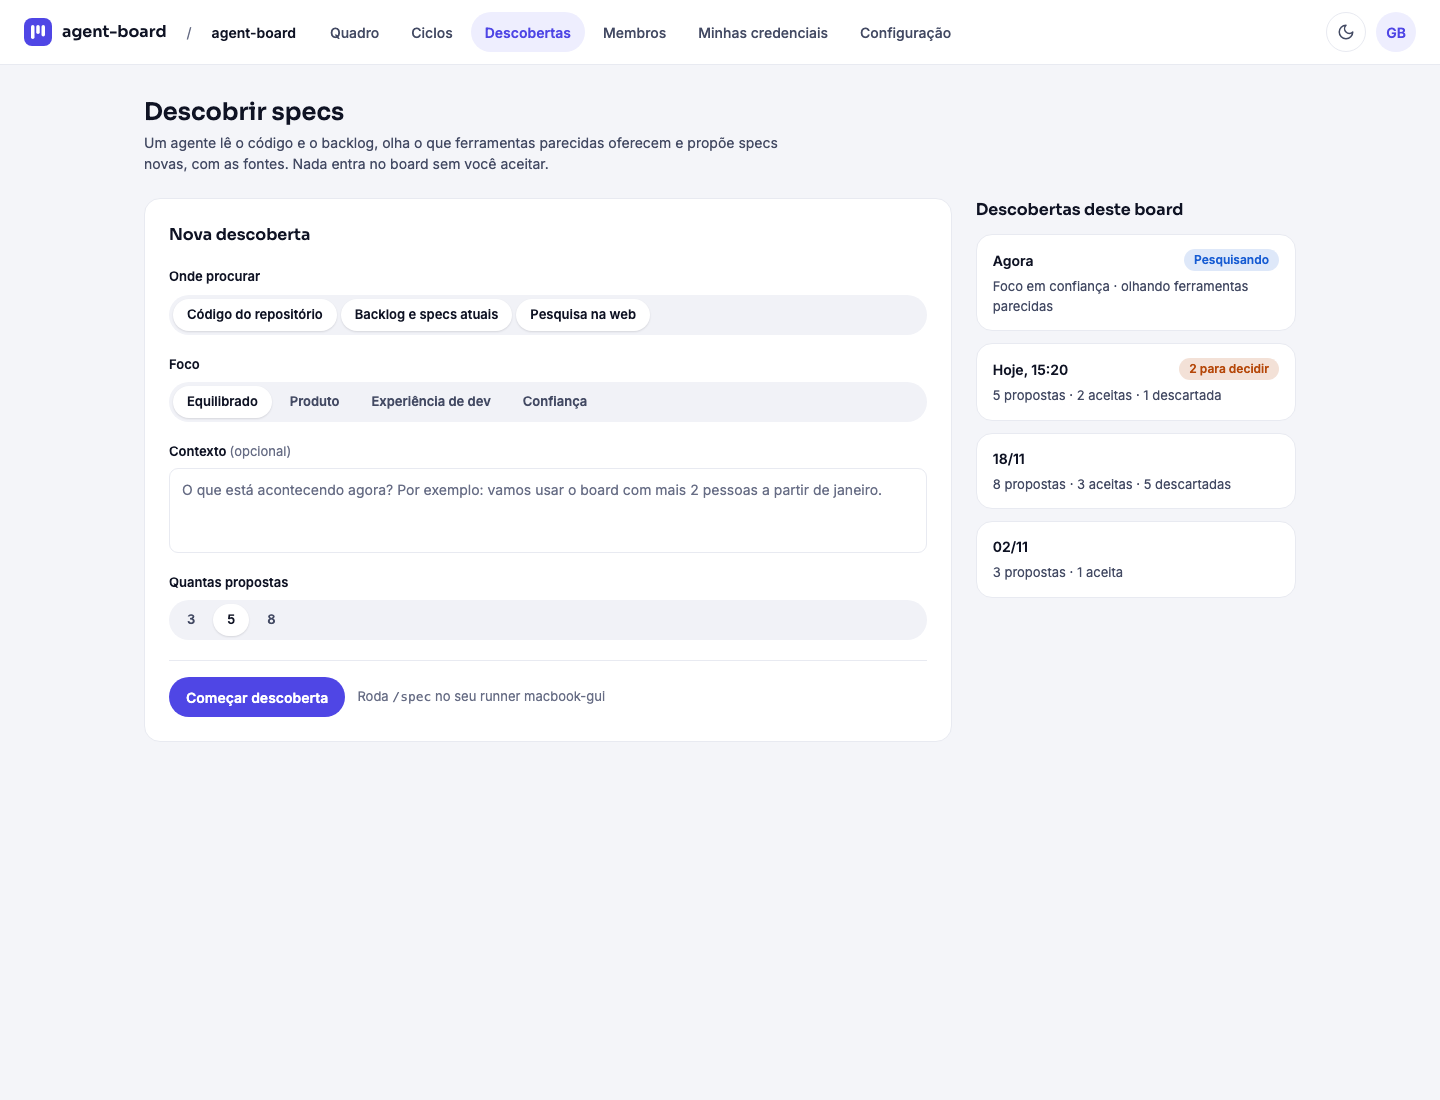 agent-board / agent-board Quadro Ciclos Descobertas Membros Minhas credenciais Configuração GB
Descobrir specs
Um agente lê o código e o backlog, olha o que ferramentas parecidas oferecem e propõe specs
novas, com as fontes. Nada entra no board sem você aceitar.
Nova descoberta
Onde procurar
Código do repositório Backlog e specs atuais Pesquisa na web
Foco
Equilibrado Produto Experiência de dev Confiança
Contexto (opcional)
O que está acontecendo agora? Por exemplo: vamos usar o board com mais 2 pessoas a partir de janeiro.
Quantas propostas
3 5 8
Começar descoberta Roda /spec no seu runner macbook-gui
Descobertas deste board
Agora Pesquisando
Foco em confiança · olhando ferramentas
parecidas
Hoje, 15:20 2 para decidir
5 propostas · 2 aceitas · 1 descartada
18/11
8 propostas · 3 aceitas · 5 descartadas
02/11
3 propostas · 1 aceita